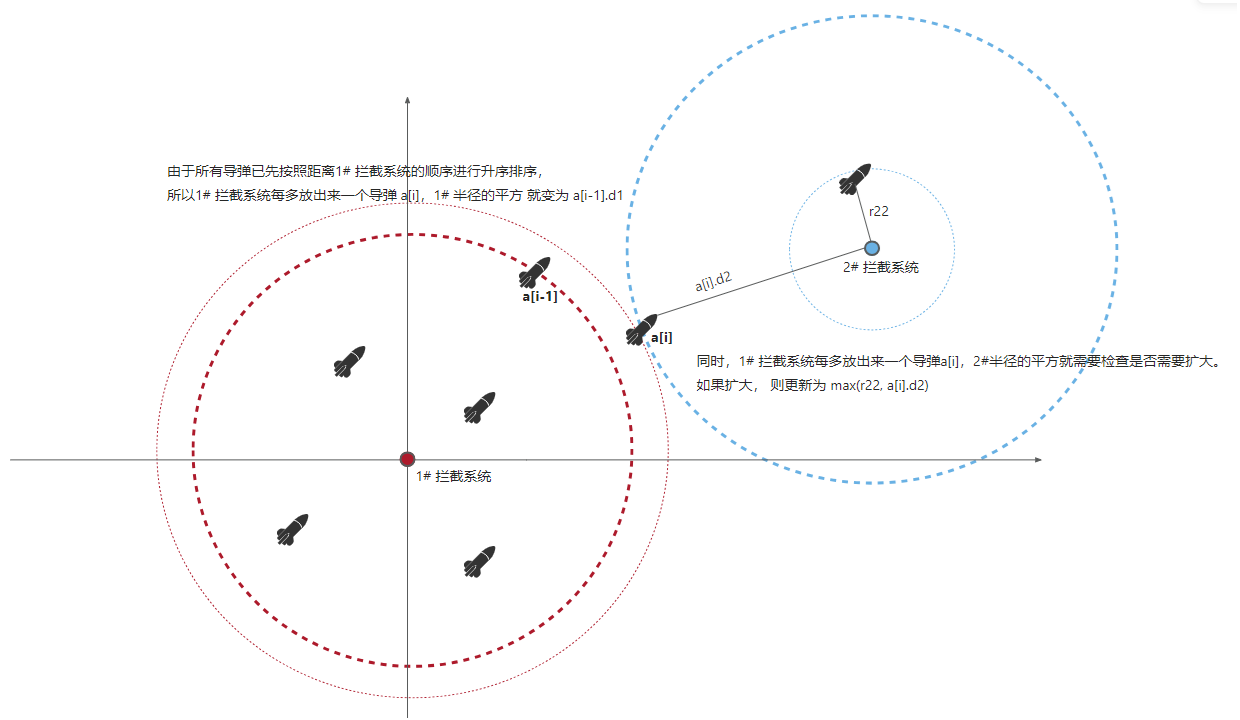 由于所有导弹已先按照距离1# 拦截系统的顺序进行升序排序，
所以1# 拦截系统每多放出来一个导弹 a[i]，1# 半径的平方 就变为 a[i-1].d1
r22
2# 拦截系统
a[i].d2
a[i-1]
a[i]
同时，1# 拦截系统每多放出来一个导弹a[i]，2#半径的平方就需要检查是否需要扩大。
如果扩大， 则更新为 max(r22, a[i].d2)
1# 拦截系统